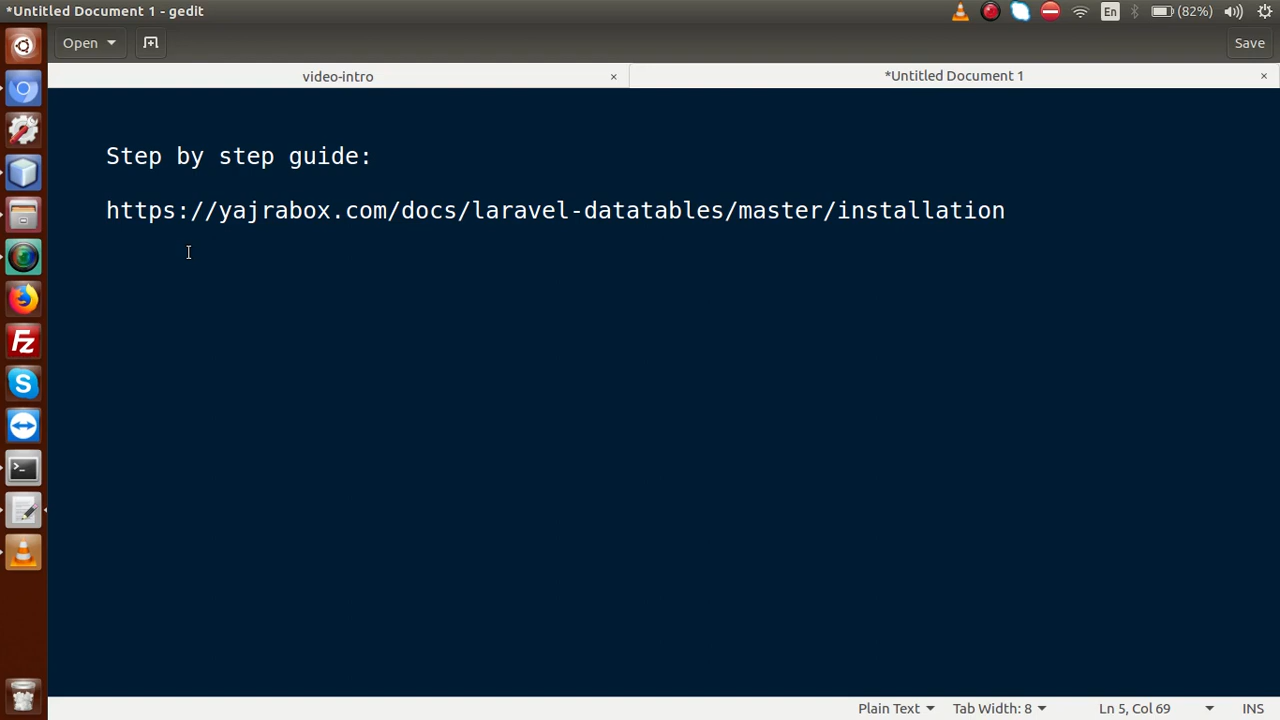 *Untitled Document 1 - gedit
En
(82%)
Open
Save
video-intro
*Untitled Document 1
Step by step guide:
https://yajrabox.com/docs/laravel-datatables/master/installation
Plain Text
Tab Width: 8
Ln 5, Col 69
INS